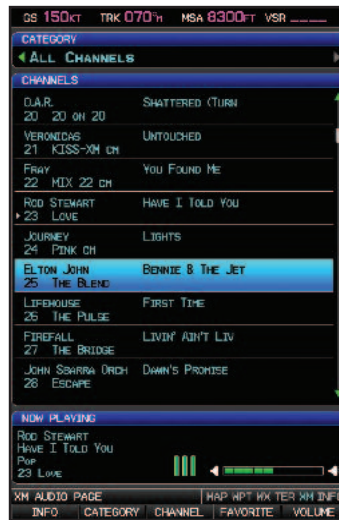 GS 150KT TRK 070°m MSA 8300FT VSR ____
CATEGORY
ALL CHANNELS
CHANNELS
O.A.R. SHATTERED (TURN
20 20 ON 20
VERONICAS UNTOUCHED
21 KISS-XM CH
FRAY YOU FOUND ME
22 MIX 22 CH
ROD STEWART HAVE I TOLD YOU
23 LOVE
JOURNEY LIGHTS
24 PINK CH
ELTON JOHN BENNIE & THE JET
25 THE BLEND
LIFEHOUSE FIRST TIME
26 THE PULSE
FIREFALL LIVIN' AIN'T LIV
27 THE BRIDGE
JOHN SBARRA ORCH DAWN'S PROMISE
28 ESCAPE
NOW PLAYING
ROD STEWART
HAVE I TOLD YOU
POP
23 LOVE
XM AUDIO PAGE MAP WPT WX TER XM INFO
INFO CATEGORY CHANNEL FAVORITE VOLUME